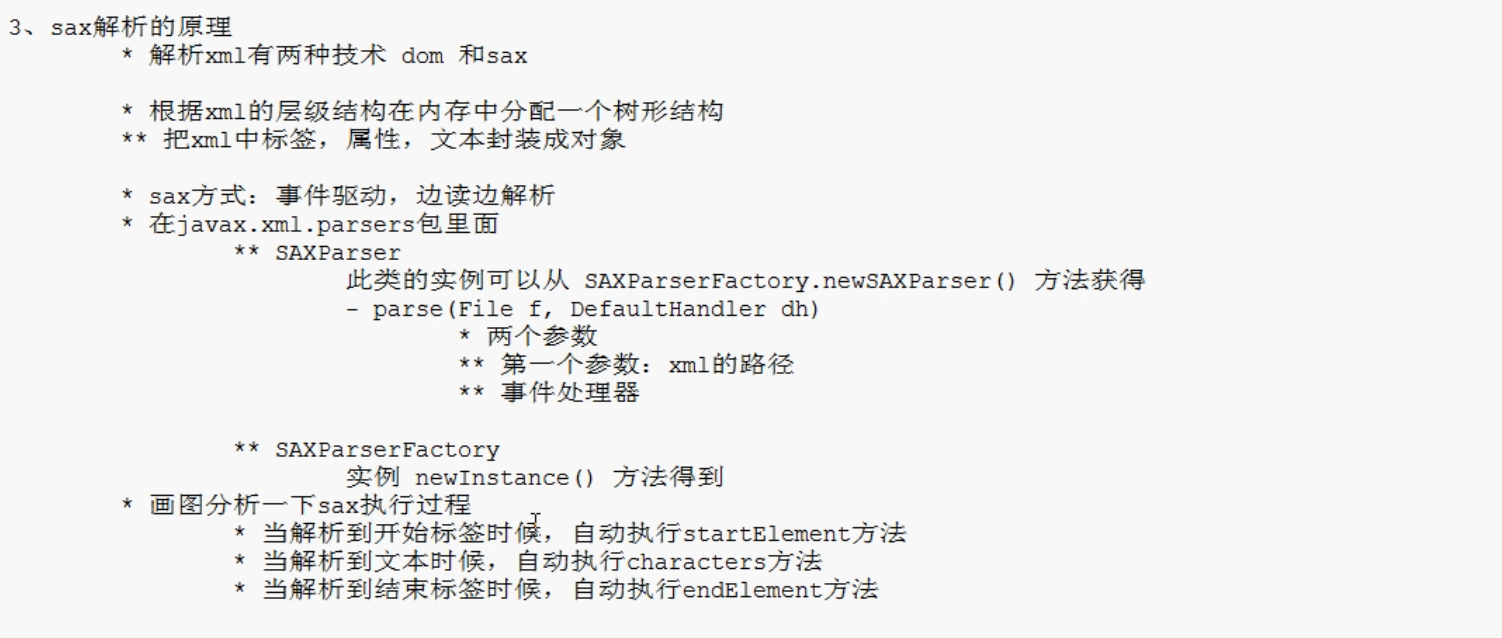 3、sax解析的原理
* 解析xml有两种技术 dom 和sax
* 根据xml的层级结构在内存中分配一个树形结构
** 把xml中标签，属性，文本封装成对象
* sax方式：事件驱动，边读边解析
* 在javax.xml.parsers包里面
** SAXParser
此类的实例可以从 SAXParserFactory.newSAXParser() 方法获得
- parse(File f, DefaultHandler dh)
* 两个参数
** 第一个参数：xml的路径
** 事件处理器
** SAXParserFactory
实例 newInstance() 方法得到
* 画图分析一下sax执行过程
* 当解析到开始标签时候，自动执行startElement方法
* 当解析到文本时候，自动执行characters方法
* 当解析到结束标签时候，自动执行endElement方法